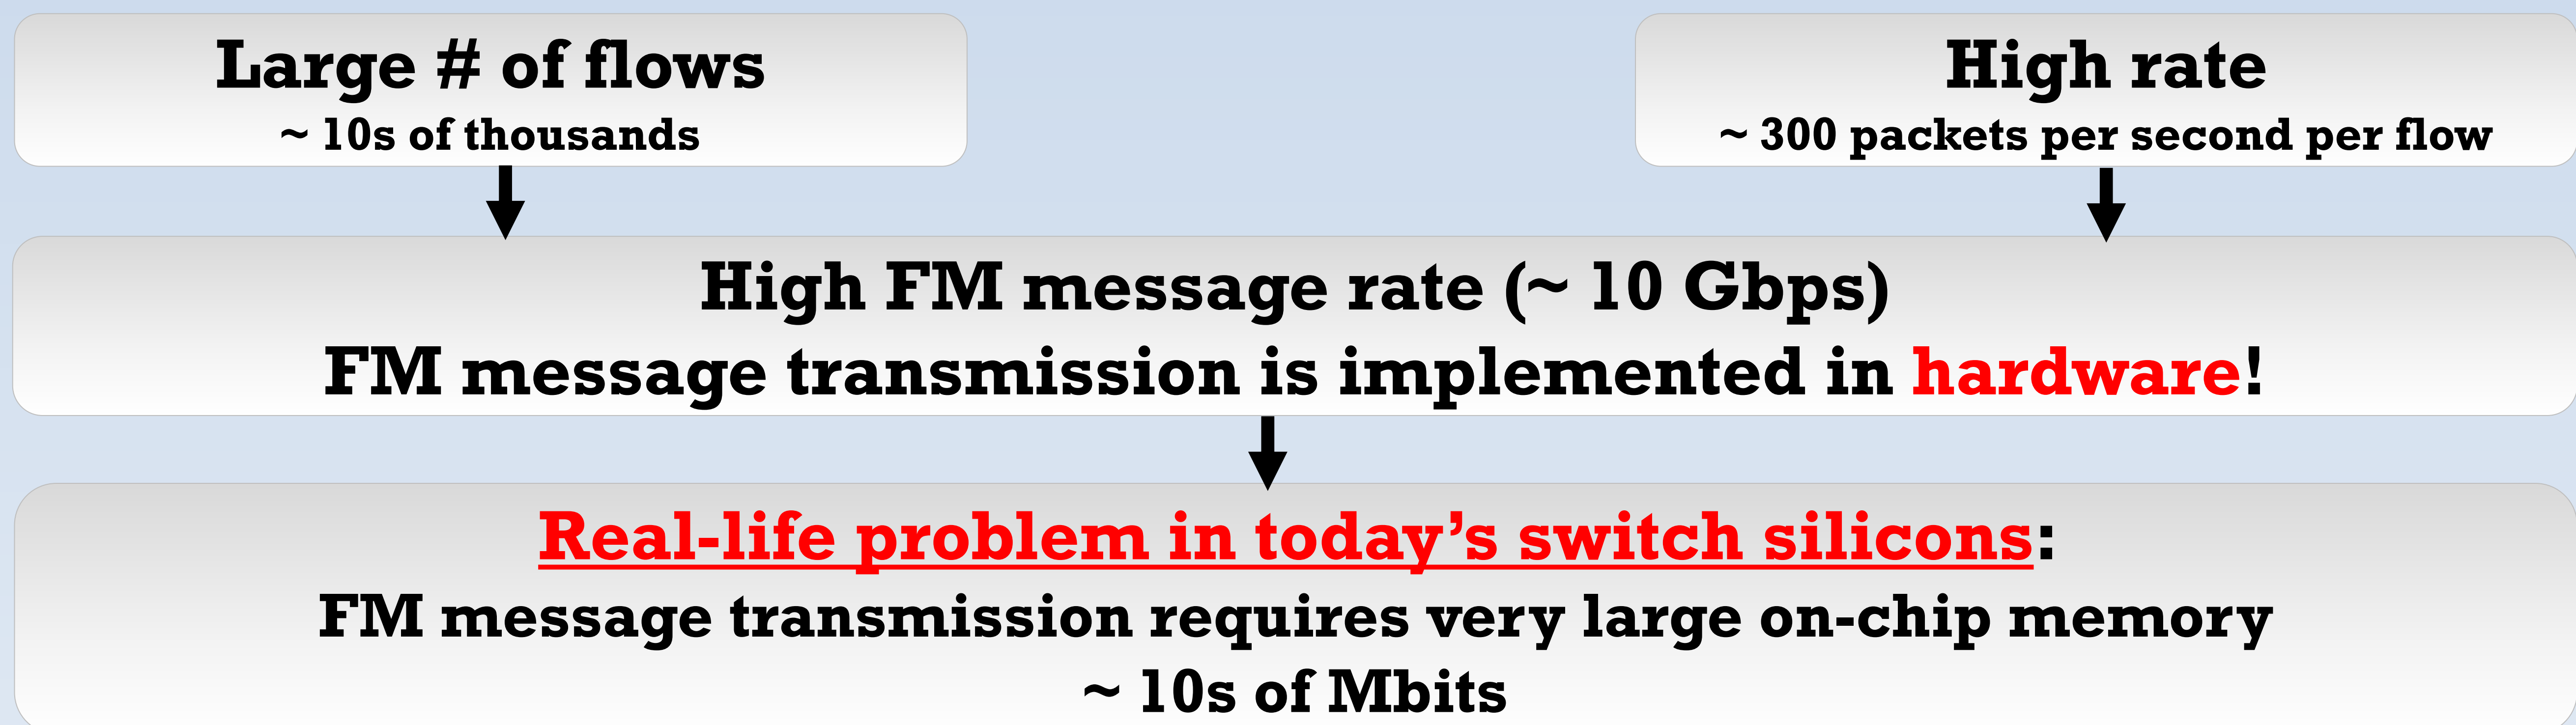 Large # of flows
~ 10s of thousands
High rate
~ 300 packets per second per flow
High FM message rate (~ 10 Gbps)
FM message transmission is implemented in hardware!
Real-life problem in today’s switch silicons:
FM message transmission requires very large on-chip memory
~ 10s of Mbits